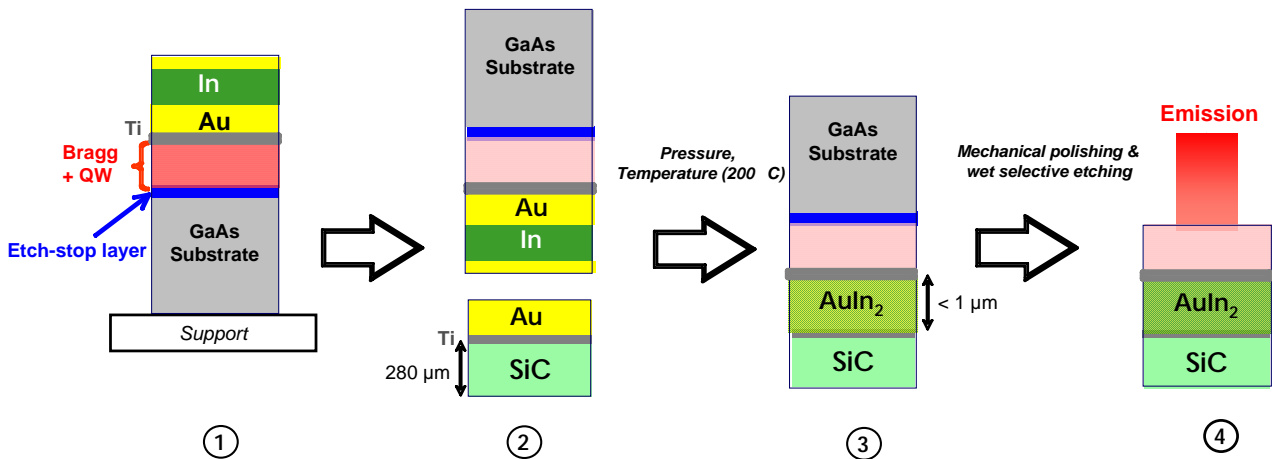 In
Au
Ti
Bragg
+ QW
Etch-stop layer
GaAs
Substrate
Support
1
GaAs
Substrate
Au
In
Au
Ti
SiC
280 µm
2
Pressure,
Temperature (200 C)
GaAs
Substrate
AuIn2
< 1 µm
SiC
3
Mechanical polishing &
wet selective etching
Emission
AuIn2
SiC
4